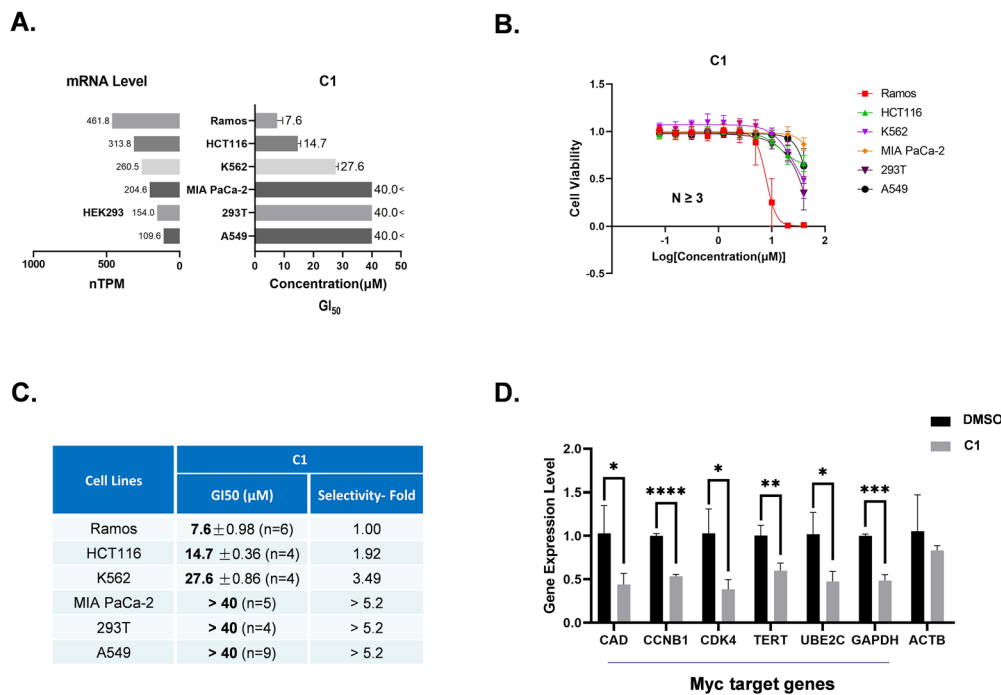 A.
mRNA Level
C1
461.8
Ramos
7.6
313.8
HCT116
14.7
260.5
K562
27.6
204.6
MIA PaCa-2
40.0<
HEK293
154.0
293T
40.0<
109.6
A549
40.0<
1000
500
0
nTPM
0
10
20
30
40
50
Concentration(μM)
GI50
B.
C1
1.5
1.0
0.5
0.0
-0.5
Cell Viability
N ≥ 3
-1
0
1
2
Log[Concentration(μM)]
Ramos
HCT116
K562
MIA PaCa-2
293T
A549
C.
Cell Lines
C1
GI50 (μM)
Selectivity- Fold
Ramos 7.6±0.98 (n=6) 1.00
HCT116 14.7 ±0.36 (n=4) 1.92
K562 27.6 ±0.86 (n=4) 3.49
MIA PaCa-2 > 40 (n=5) > 5.2
293T > 40 (n=4) > 5.2
A549 > 40 (n=9) > 5.2
D.
DMSO
C1
Gene Expression Level
2.0
1.5
1.0
0.5
0.0
*
****
*
**
*
***
CAD CCNB1 CDK4 TERT UBE2C GAPDH ACTB
Myc target genes